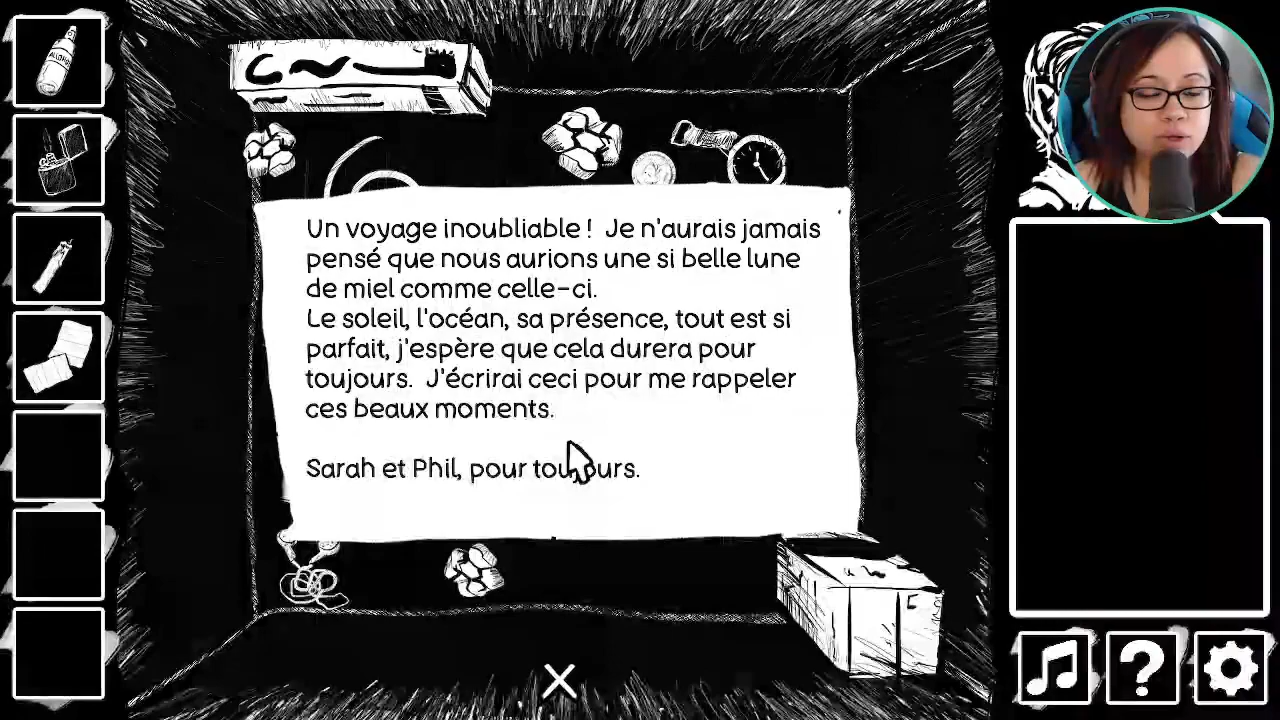 Un voyage inoubliable ! Je n'aurais jamais
pensé que nous aurions une si belle lune
de miel comme celle-ci.
Le soleil, l'océan, sa présence, tout est si
parfait, j'espère que cela durera pour
toujours. J'écrirai ceci pour me rappeler
ces beaux moments.
Sarah et Phil, pour toujours.